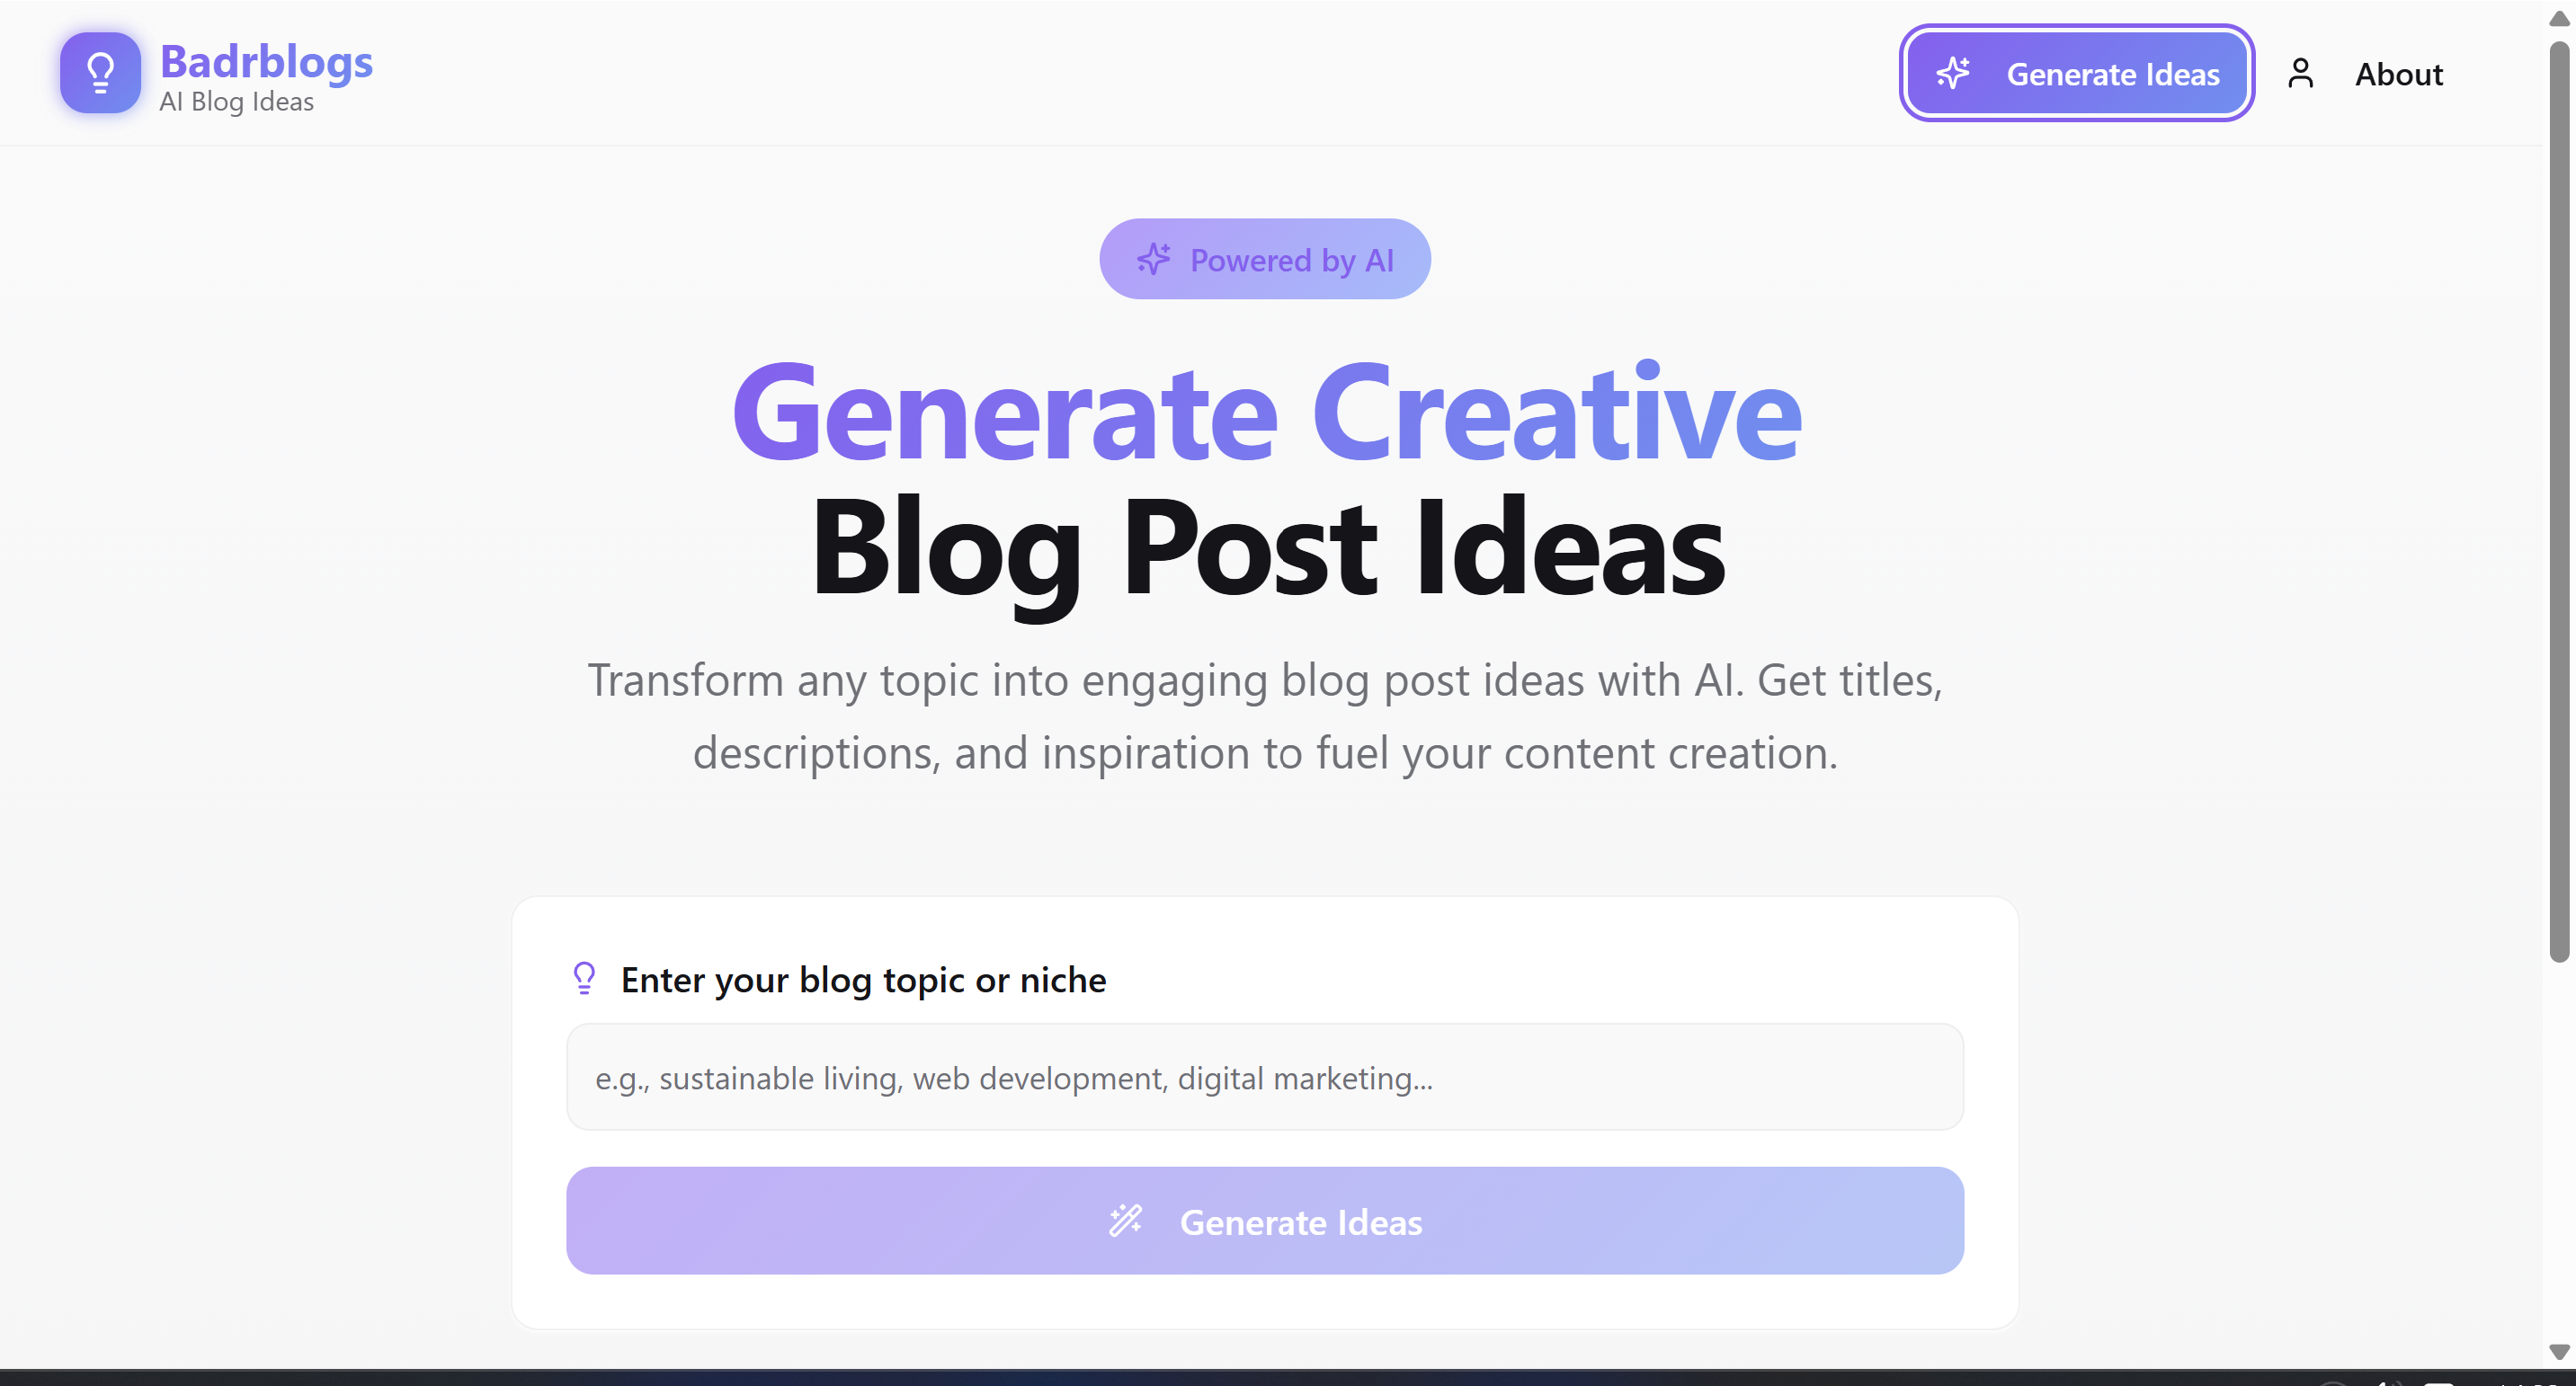 Badrblogs
AI Blog Ideas
Generate Ideas
About
Powered by AI
Generate Creative
Blog Post Ideas
Transform any topic into engaging blog post ideas with AI. Get titles,
descriptions, and inspiration to fuel your content creation.
Enter your blog topic or niche
e.g., sustainable living, web development, digital marketing...
Generate Ideas